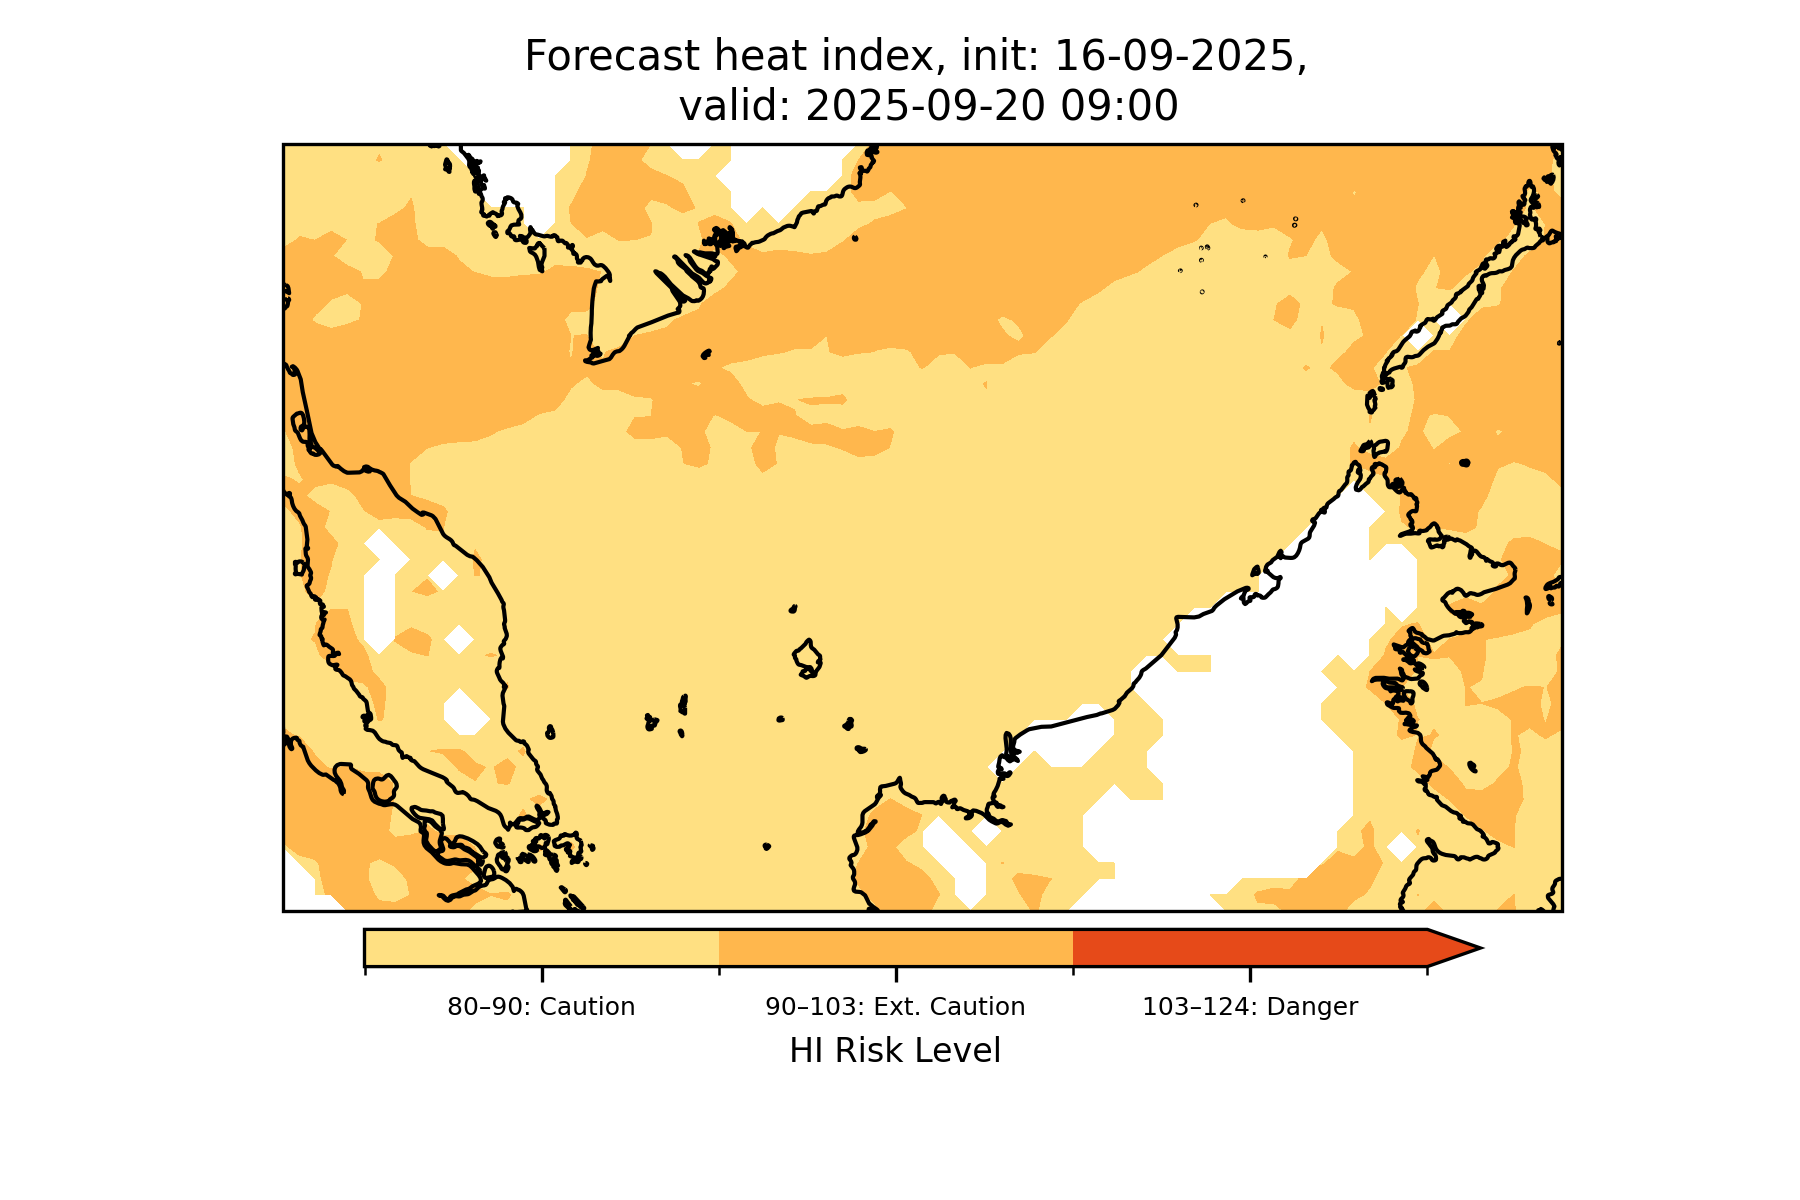 Forecast heat index, init: 16-09-2025,
valid: 2025-09-20 09:00
80–90: Caution
90–103: Ext. Caution
103–124: Danger
HI Risk Level